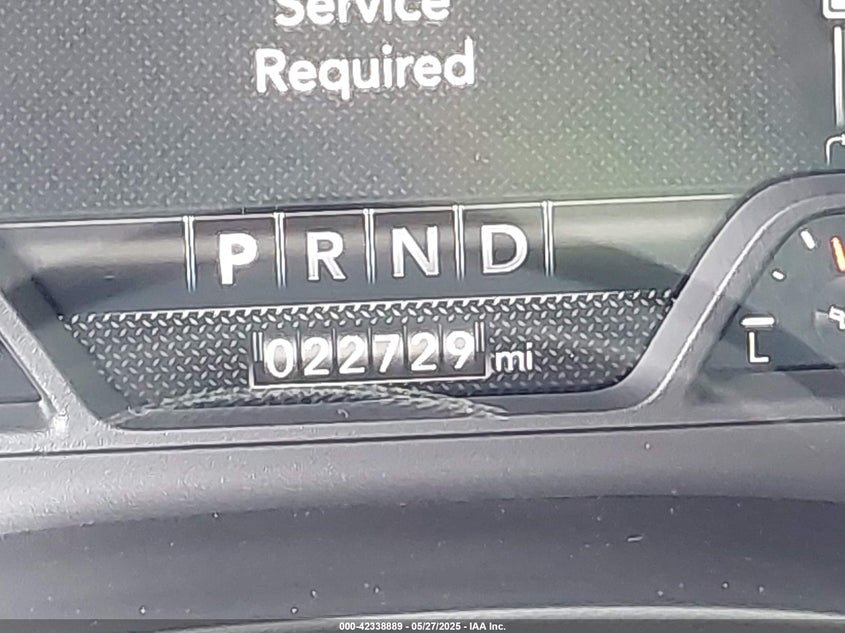 Service
Required
P R N D
022729 mi
L
000-42338889 - 05/27/2025 - IAA Inc.